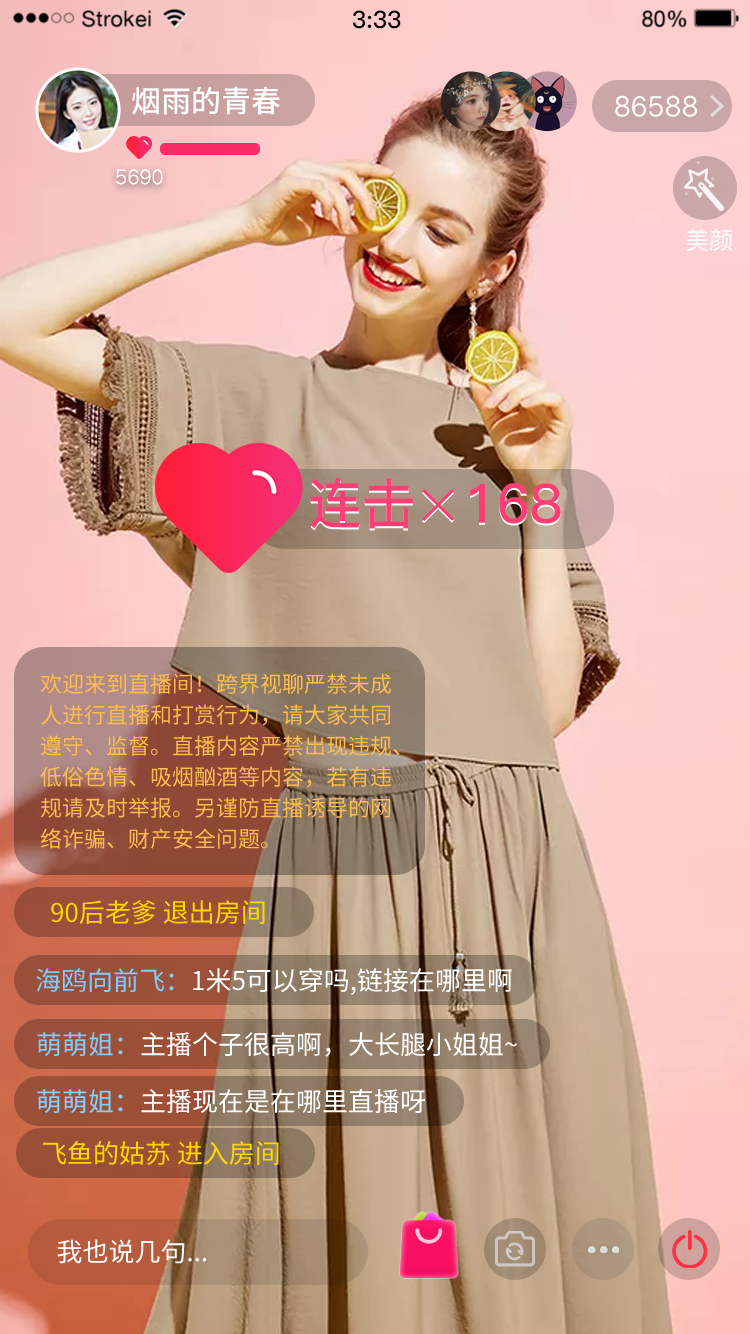 Strokei
3:33
80%
烟雨的青春
86588
5690
美颜
连击×168
欢迎来到直播间！跨界视聊严禁未成
人进行直播和打赏行为，请大家共同
遵守、监督。直播内容严禁出现违规、
低俗色情、吸烟酗酒等内容，若有违
规请及时举报。另谨防直播诱导的网
络诈骗、财产安全问题。
90后老爹 退出房间
海鸥向前飞：1米5可以穿吗,链接在哪里啊
萌萌姐：主播个子很高啊，大长腿小姐姐~
萌萌姐：主播现在是在哪里直播呀
飞鱼的姑苏 进入房间
我也说几句...